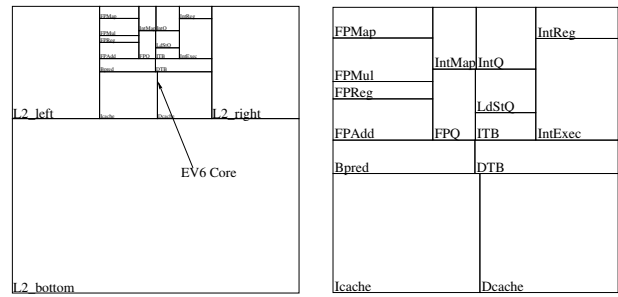 FPMap
IntReg
IntMap
IntQ
FPMul
FPReg
LdStQ
FPAdd
FPQ
ITB
IntExec
Bpred
DTB
L2_left
Icache
Dcache
L2_right
EV6 Core
L2_bottom
FPMap
IntReg
IntMap
IntQ
FPMul
FPReg
LdStQ
FPAdd
FPQ
ITB
IntExec
Bpred
DTB
Icache
Dcache